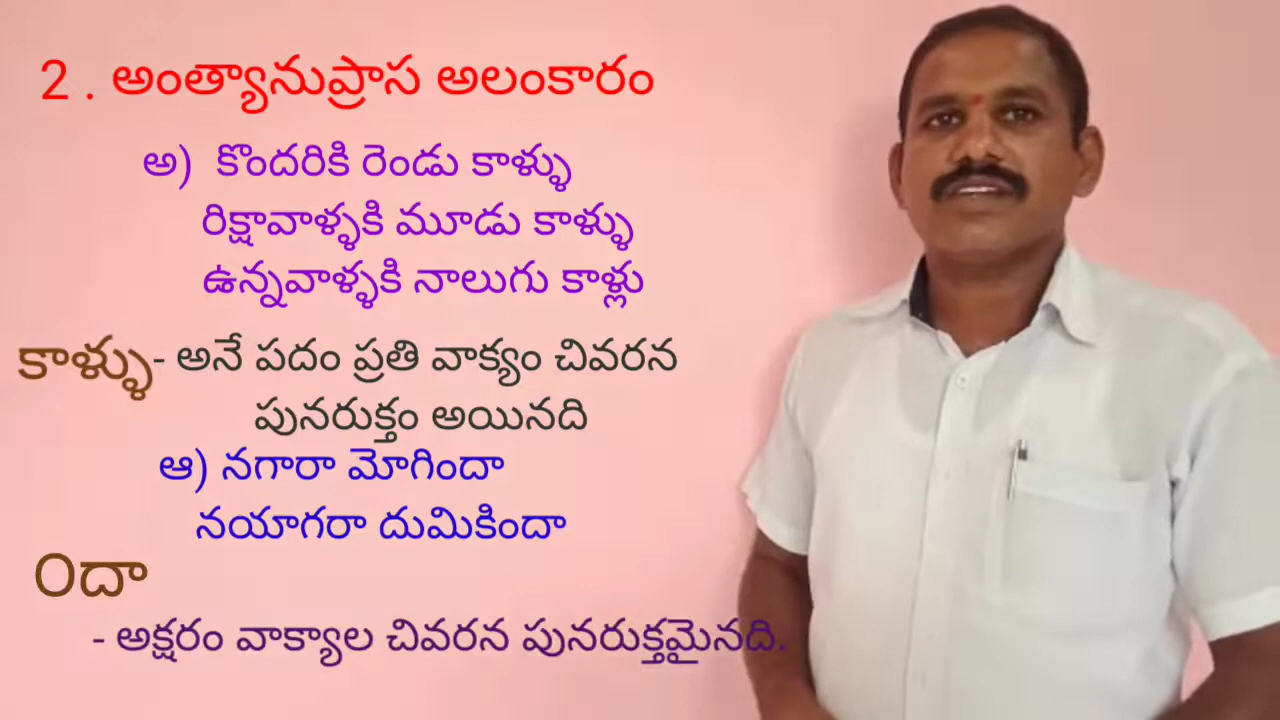 2 . అంత్యానుప్రాస అలంకారం
అ) కొందరికి రెండు కాళ్ళు
రిక్షావాళ్ళకి మూడు కాళ్ళు
ఉన్నవాళ్ళకి నాలుగు కాళ్లు
కాళ్ళు- అనే పదం ప్రతి వాక్యం చివరన
పునరుక్తం అయినది
ఆ) నగారా మోగిందా
నయాగరా దుమికిందా
ందా
- అక్షరం వాక్యాల చివరన పునరుక్తమైనది.